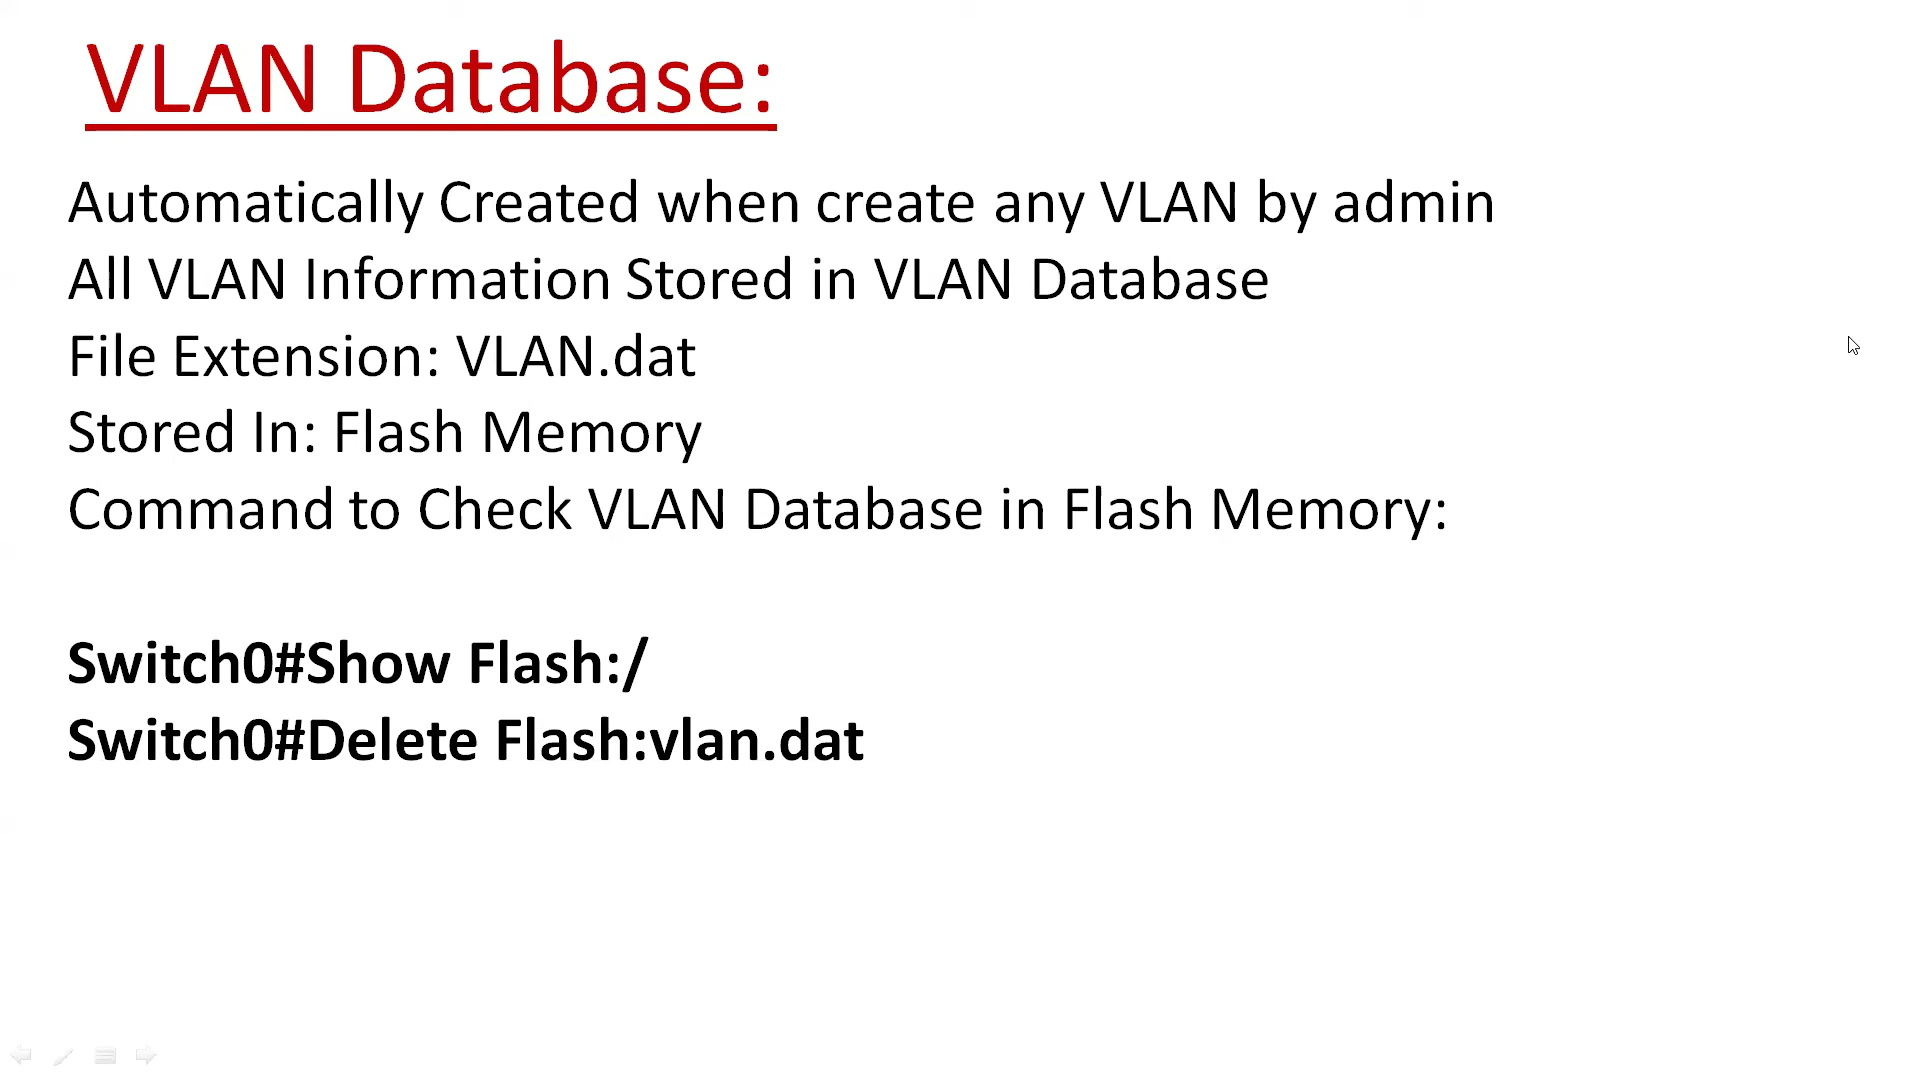 VLAN Database:
Automatically Created when create any VLAN by admin
All VLAN Information Stored in VLAN Database
File Extension: VLAN.dat
Stored In: Flash Memory
Command to Check VLAN Database in Flash Memory:
Switch0#Show Flash:/
Switch0#Delete Flash:vlan.dat